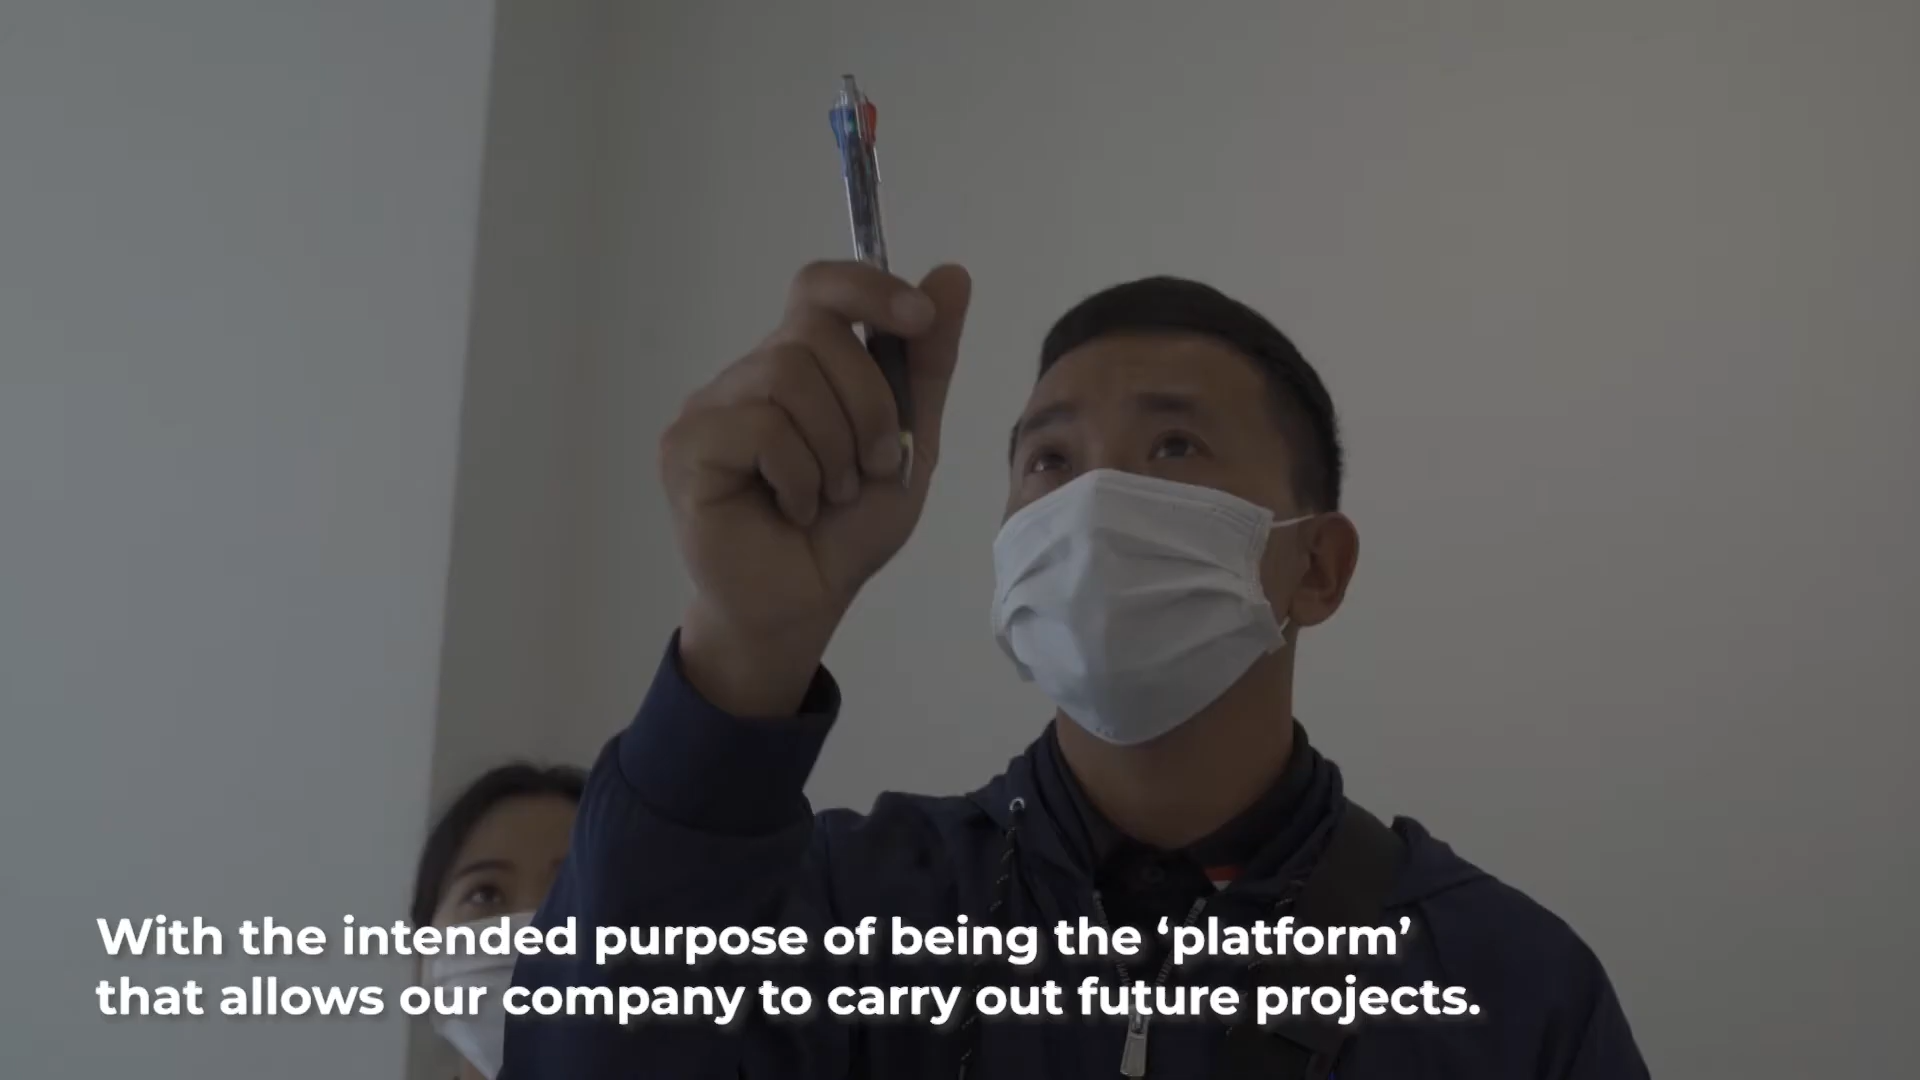 With the intended purpose of being the ‘platform’
that allows our company to carry out future projects.